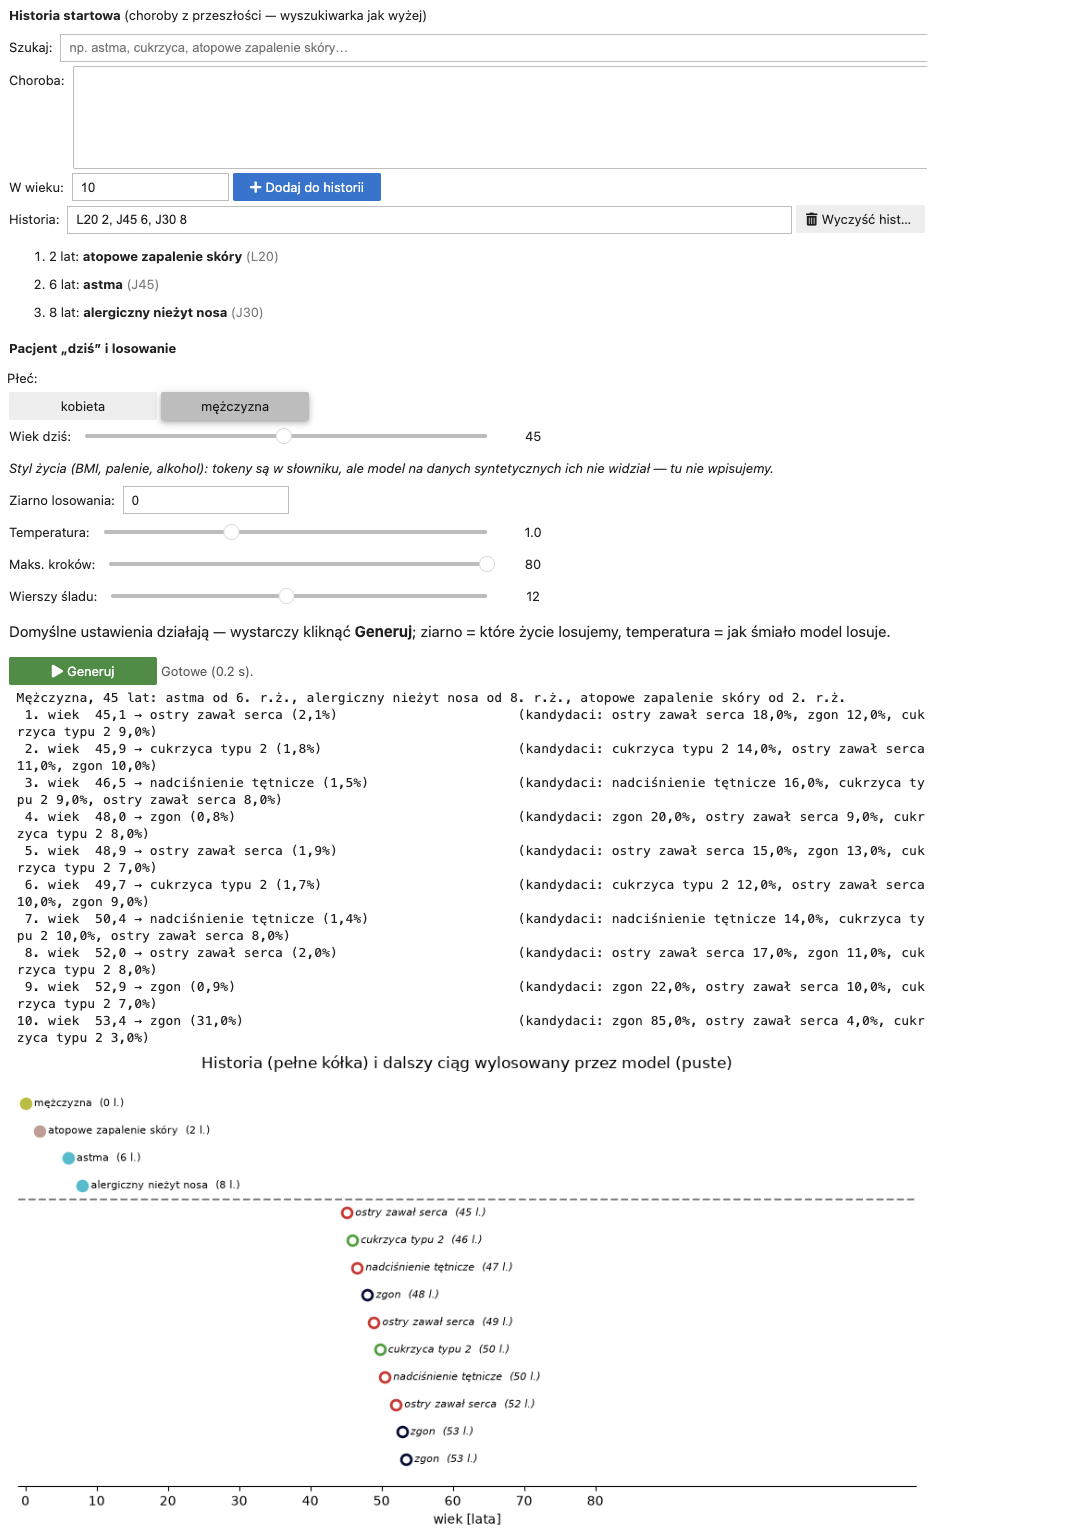 Historia startowa (choroby z przeszłości — wyszukiwarka jak wyżej)
Szukaj: np. astma, cukrzyca, atopowe zapalenie skóry…
Choroba:
W wieku: 10 Dodaj do historii
Historia: L20 2, J45 6, J30 8 Wyczyść hist…
1. 2 lat: atopowe zapalenie skóry (L20)
2. 6 lat: astma (J45)
3. 8 lat: alergiczny nieżyt nosa (J30)
Pacjent „dziś” i losowanie
Płeć:
kobieta mężczyzna
Wiek dziś: 45
Styl życia (BMI, palenie, alkohol): tokeny są w słowniku, ale model na danych syntetycznych ich nie widział — tu nie wpisujemy.
Ziarno losowania: 0
Temperatura: 1.0
Maks. kroków: 80
Wierszy śladu: 12
Domyślne ustawienia działają — wystarczy kliknąć Generuj; ziarno = które życie losujemy, temperatura = jak śmiało model losuje.
Generuj Gotowe (0.2 s).
Mężczyzna, 45 lat: astma od 6. r.ż., alergiczny nieżyt nosa od 8. r.ż., atopowe zapalenie skóry od 2. r.ż.
1. wiek 45,1 → ostry zawał serca (2,1%) (kandydaci: ostry zawał serca 18,0%, zgon 12,0%, cuk
rzyca typu 2 9,0%)
2. wiek 45,9 → cukrzyca typu 2 (1,8%) (kandydaci: cukrzyca typu 2 14,0%, ostry zawał serca
11,0%, zgon 10,0%)
3. wiek 46,5 → nadciśnienie tętnicze (1,5%) (kandydaci: nadciśnienie tętnicze 16,0%, cukrzyca ty
pu 2 9,0%, ostry zawał serca 8,0%)
4. wiek 48,0 → zgon (0,8%) (kandydaci: zgon 20,0%, ostry zawał serca 9,0%, cukr
zyca typu 2 8,0%)
5. wiek 48,9 → ostry zawał serca (1,9%) (kandydaci: ostry zawał serca 15,0%, zgon 13,0%, cuk
rzyca typu 2 7,0%)
6. wiek 49,7 → cukrzyca typu 2 (1,7%) (kandydaci: cukrzyca typu 2 12,0%, ostry zawał serca
10,0%, zgon 9,0%)
7. wiek 50,4 → nadciśnienie tętnicze (1,4%) (kandydaci: nadciśnienie tętnicze 14,0%, cukrzyca ty
pu 2 10,0%, ostry zawał serca 8,0%)
8. wiek 52,0 → ostry zawał serca (2,0%) (kandydaci: ostry zawał serca 17,0%, zgon 11,0%, cuk
rzyca typu 2 8,0%)
9. wiek 52,9 → zgon (0,9%) (kandydaci: zgon 22,0%, ostry zawał serca 10,0%, cuk
rzyca typu 2 7,0%)
10. wiek 53,4 → zgon (31,0%) (kandydaci: zgon 85,0%, ostry zawał serca 4,0%, cukr
zyca typu 2 3,0%)
Historia (pełne kółka) i dalszy ciąg wylosowany przez model (puste)
mężczyzna (0 l.)
atopowe zapalenie skóry (2 l.)
astma (6 l.)
alergiczny nieżyt nosa (8 l.)
ostry zawał serca (45 l.)
cukrzyca typu 2 (46 l.)
nadciśnienie tętnicze (47 l.)
zgon (48 l.)
ostry zawał serca (49 l.)
cukrzyca typu 2 (50 l.)
nadciśnienie tętnicze (50 l.)
ostry zawał serca (52 l.)
zgon (53 l.)
zgon (53 l.)
0 10 20 30 40 50 60 70 80
wiek [lata]